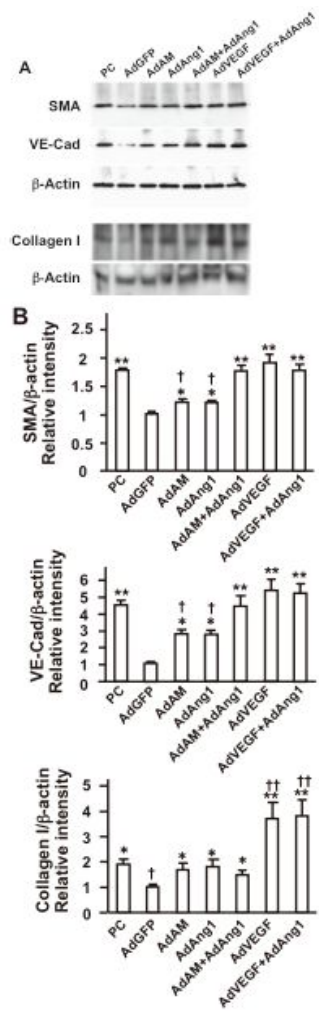 A
PC AdGFP AdAM AdAng1 AdAM+AdAng1 AdVEGF AdVEGF+AdAng1
SMA
VE-Cad
β-Actin
Collagen I
β-Actin
B
SMA/β-actin
Relative intensity
2.5
2
1.5
1
0.5
0
** † * † * ** ** **
PC AdGFP AdAM AdAng1 AdAM+AdAng1 AdVEGF AdVEGF+AdAng1
VE-Cad/β-actin
Relative intensity
6
5
4
3
2
1
0
** † * † * ** ** **
PC AdGFP AdAM AdAng1 AdAM+AdAng1 AdVEGF AdVEGF+AdAng1
Collagen I/β-actin
Relative intensity
5
4
3
2
1
0
* † * * * †† ** †† **
PC AdGFP AdAM AdAng1 AdAM+AdAng1 AdVEGF AdVEGF+AdAng1